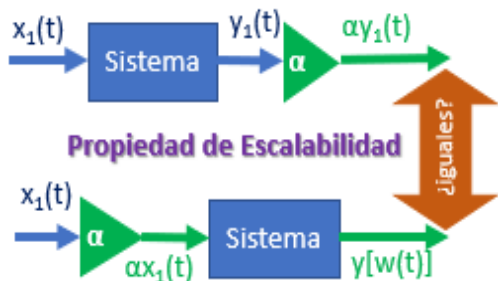 x₁(t)
Sistema
y₁(t)
α
αy₁(t)
Propiedad de Escalabilidad
¿iguales?
x₁(t)
α
αx₁(t)
Sistema
y[w(t)]